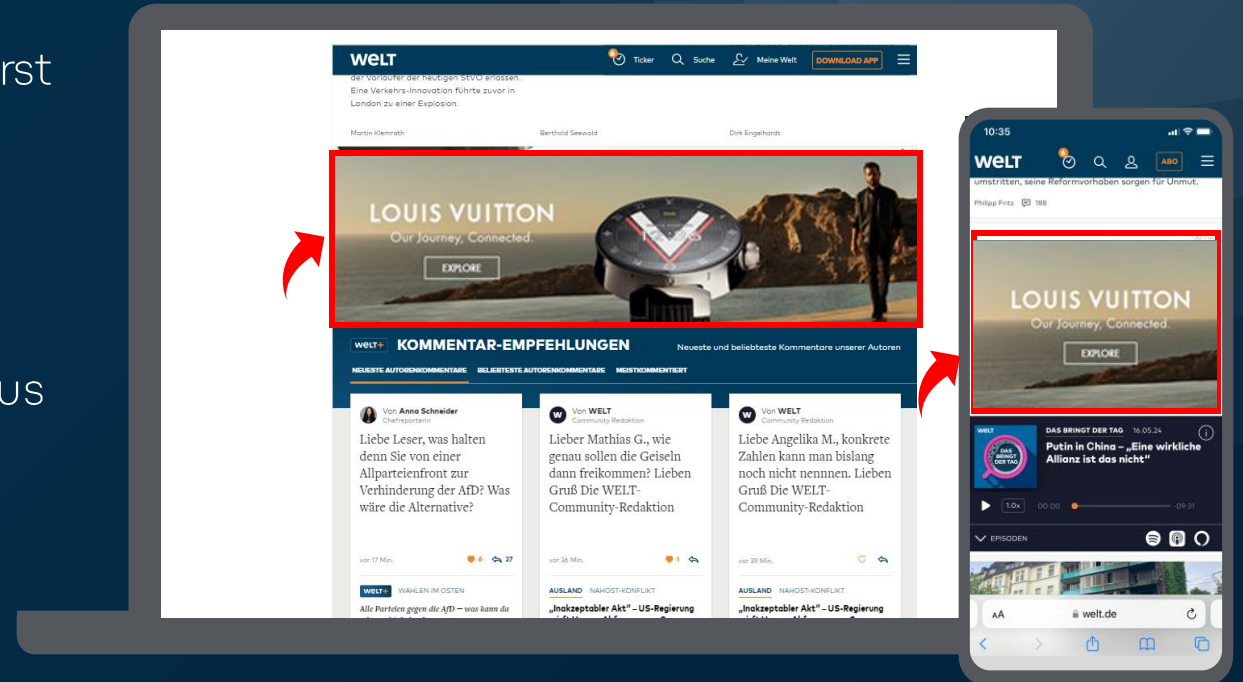 rst
us
WELT
6
Ticker
Suche
Meine Welt
DOWNLOAD APP
der Vorläufer der heutigen StVO erlassen.
Eine Verkehrs-Innovation führte zuvor in
London zu einer Explosion.
Martin Klemrath
Berthold Seewald
Dirk Engelhardt
LOUIS VUITTON
Our Journey, Connected.
EXPLORE
WELT+
KOMMENTAR-EMPFEHLUNGEN
Neueste und beliebteste Kommentare unserer Autoren
NEUESTE AUTORENKOMMENTARE
BELIEBTESTE AUTORENKOMMENTARE
MEISTKOMMENTIERT
Von Anna Schneider
Chefreporterin
Liebe Leser, was halten
denn Sie von einer
Allparteienfront zur
Verhinderung der AfD? Was
wäre die Alternative?
vor 17 Min.
6
27
WELT+
WAHLEN IM OSTEN
Alle Parteien gegen die AfD – was kann da
W
Von WELT
Community Redaktion
Lieber Mathias G., wie
genau sollen die Geiseln
dann freikommen? Lieben
Gruß Die WELT-
Community-Redaktion
vor 36 Min.
1
AUSLAND
NAHOST-KONFLIKT
„Inakzeptabler Akt" – US-Regierung
W
Von WELT
Community Redaktion
Liebe Angelika M., konkrete
Zahlen kann man bislang
noch nicht nennnen. Lieben
Gruß Die WELT-
Community-Redaktion
vor 39 Min.
AUSLAND
NAHOST-KONFLIKT
„Inakzeptabler Akt" – US-Regierung
10:35
WELT
6
ABO
umstritten, seine Reformvorhaben sorgen für Unmut.
Philipp Fritz
188
LOUIS VUITTON
Our Journey, Connected.
EXPLORE
WELT
DAS
BRINGT
DER TAG
DAS BRINGT DER TAG
16.05.24
Putin in China – „Eine wirkliche
Allianz ist das nicht"
1.0x
00:00
-09:31
EPISODEN
AA
welt.de